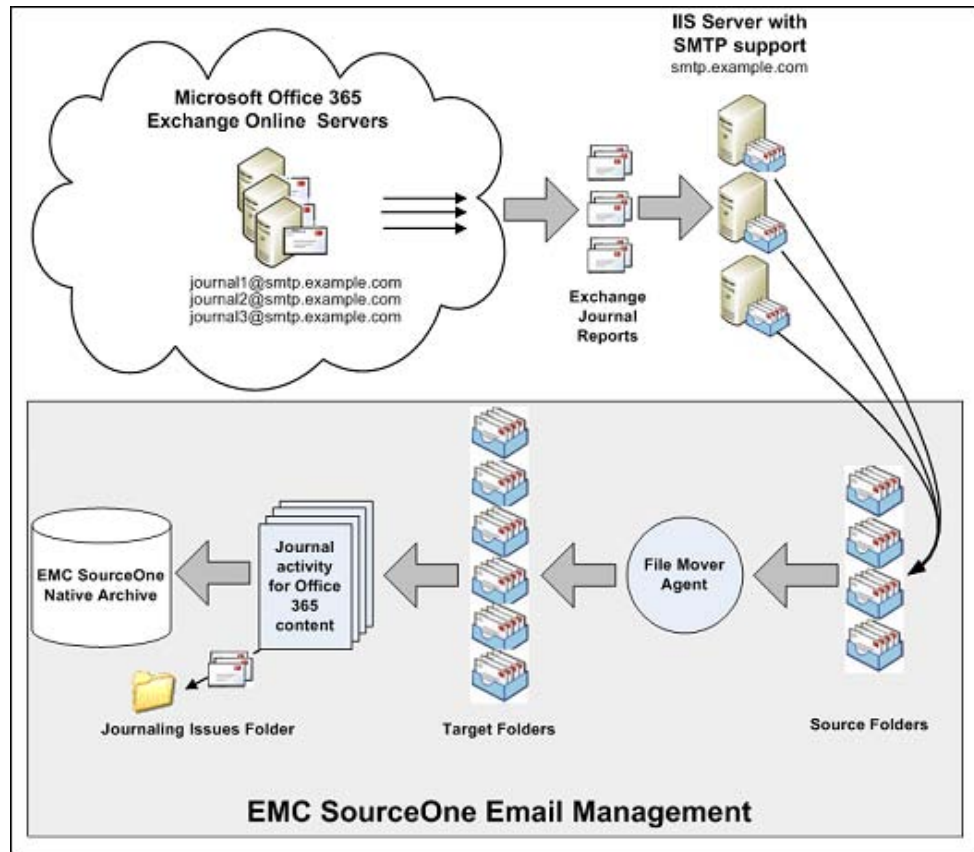 IIS Server with
SMTP support
smtp.example.com
Microsoft Office 365
Exchange Online Servers
journal1@smtp.example.com
journal2@smtp.example.com
journal3@smtp.example.com
Exchange
Journal
Reports
EMC SourceOne
Native Archive
Journal
activity
for Office
365
content
File Mover
Agent
Journaling Issues Folder
Target Folders
Source Folders
EMC SourceOne Email Management